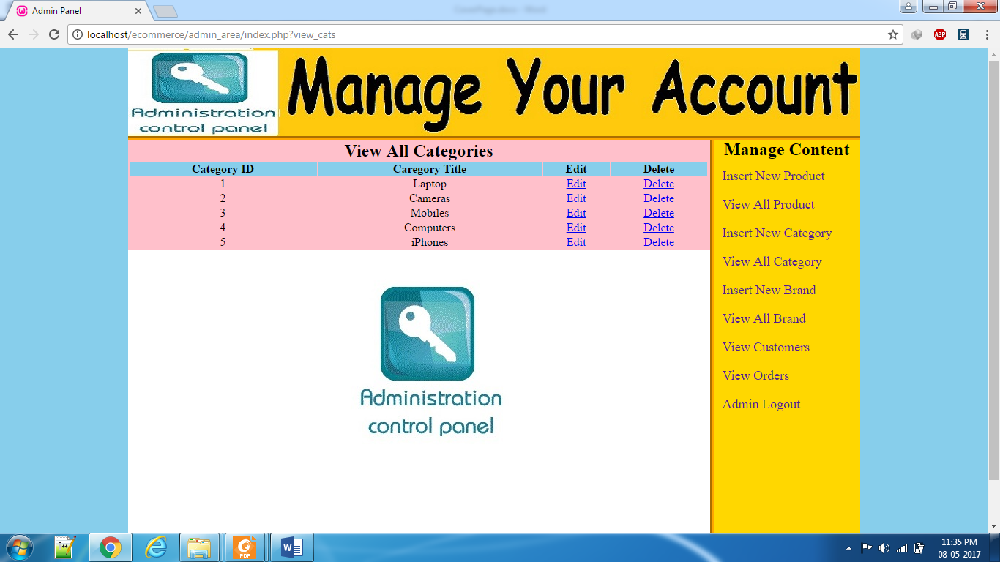 Admin Panel
localhost/ecommerce/admin_area/index.php?view_cats
ABP
Administration
control panel
Manage Your Account
View All Categories
Category ID Caregory Title Edit Delete
1 Laptop Edit Delete
2 Cameras Edit Delete
3 Mobiles Edit Delete
4 Computers Edit Delete
5 iPhones Edit Delete
Administration
control panel
Manage Content
Insert New Product
View All Product
Insert New Category
View All Category
Insert New Brand
View All Brand
View Customers
View Orders
Admin Logout
PDF
11:35 PM
08-05-2017